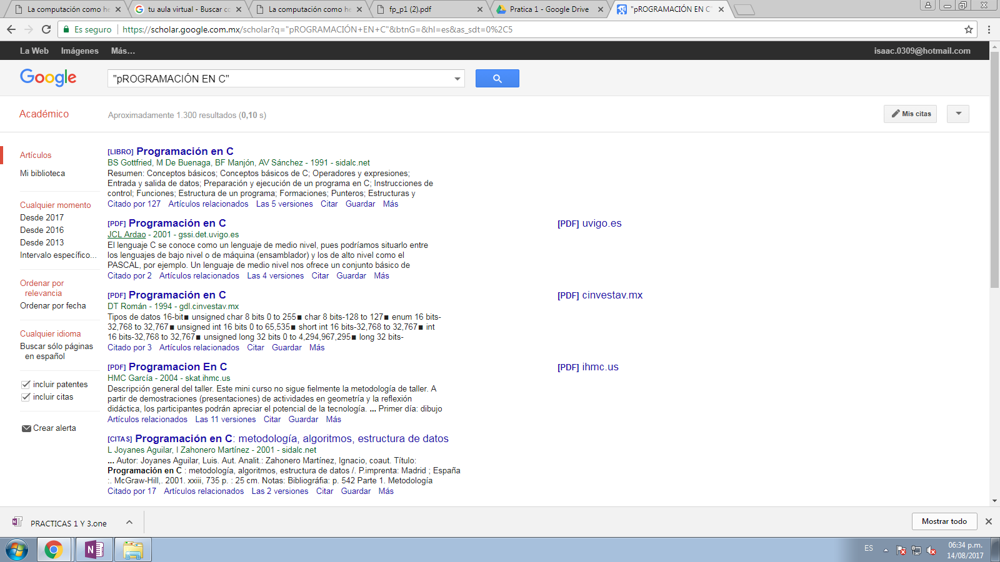 La computación como he
tu aula virtual - Buscar co
La computación como he
fp_p1 (2).pdf
Pratica 1 - Google Drive
"pROGRAMACIÓN EN C"
Es seguro
https://scholar.google.com.mx/scholar?q="pROGRAMACIÓN+EN+C"&btnG=&hl=es&as_sdt=0%2C5
La Web Imágenes Más... isaac.0309@hotmail.com
Google
"pROGRAMACIÓN EN C"
Académico
Aproximadamente 1.300 resultados (0,10 s)
Mis citas
Artículos
Mi biblioteca
Cualquier momento
Desde 2017
Desde 2016
Desde 2013
Intervalo específico...
Ordenar por
relevancia
Ordenar por fecha
Cualquier idioma
Buscar sólo páginas
en español
incluir patentes
incluir citas
Crear alerta
[LIBRO] Programación en C
BS Gottfried, M De Buenaga, BF Manjón, AV Sánchez - 1991 - sidalc.net
Resumen: Conceptos básicos; Conceptos básicos de C; Operadores y expresiones;
Entrada y salida de datos; Preparación y ejecución de un programa en C; Instrucciones de
control; Funciones; Estructura de un programa; Formaciones; Punteros; Estructuras y
Citado por 127 Artículos relacionados Las 5 versiones Citar Guardar Más
[PDF] Programación en C
[PDF] uvigo.es
JCL Ardao - 2001 - gssi.det.uvigo.es
El lenguaje C se conoce como un lenguaje de medio nivel, pues podríamos situarlo entre
los lenguajes de bajo nivel o de máquina (ensamblador) y los de alto nivel como el
PASCAL, por ejemplo. Un lenguaje de medio nivel nos ofrece un conjunto básico de
Citado por 2 Artículos relacionados Las 4 versiones Citar Guardar Más
[PDF] Programación en C
[PDF] cinvestav.mx
DT Román - 1994 - gdl.cinvestav.mx
Tipos de datos 16-bit■ unsigned char 8 bits 0 to 255■ char 8 bits-128 to 127■ enum 16 bits-
32,768 to 32,767■ unsigned int 16 bits 0 to 65,535■ short int 16 bits-32,768 to 32,767■ int
16 bits-32,768 to 32,767■ unsigned long 32 bits 0 to 4,294,967,295■ long 32 bits-
Citado por 3 Artículos relacionados Citar Guardar Más
[PDF] Programacion En C
[PDF] ihmc.us
HMC García - 2004 - skat.ihmc.us
Descripción general del taller. Este mini curso no sigue fielmente la metodología de taller. A
partir de demostraciones (presentaciones) de actividades en geometría y la reflexión
didáctica, los participantes podrán apreciar el potencial de la tecnología. ... Primer día: dibujo
Artículos relacionados Las 11 versiones Citar Guardar Más
[CITAS] Programación en C: metodología, algoritmos, estructura de datos
L Joyanes Aguilar, I Zahonero Martínez - 2001 - sidalc.net
... Autor: Joyanes Aguilar, Luis. Aut. Analit.: Zahonero Martínez, Ignacio, coaut. Título:
Programación en C : metodología, algoritmos, estructura de datos /. P.imprenta: Madrid ; España
:. McGraw-Hill,. 2001. xxiii, 735 p. : 25 cm. Notas: Bibliográfia: p. 542 Parte 1. Metodología
Citado por 17 Artículos relacionados Las 2 versiones Citar Guardar Más
PRACTICAS 1 Y 3.one
Mostrar todo
ES
06:34 p.m.
14/08/2017